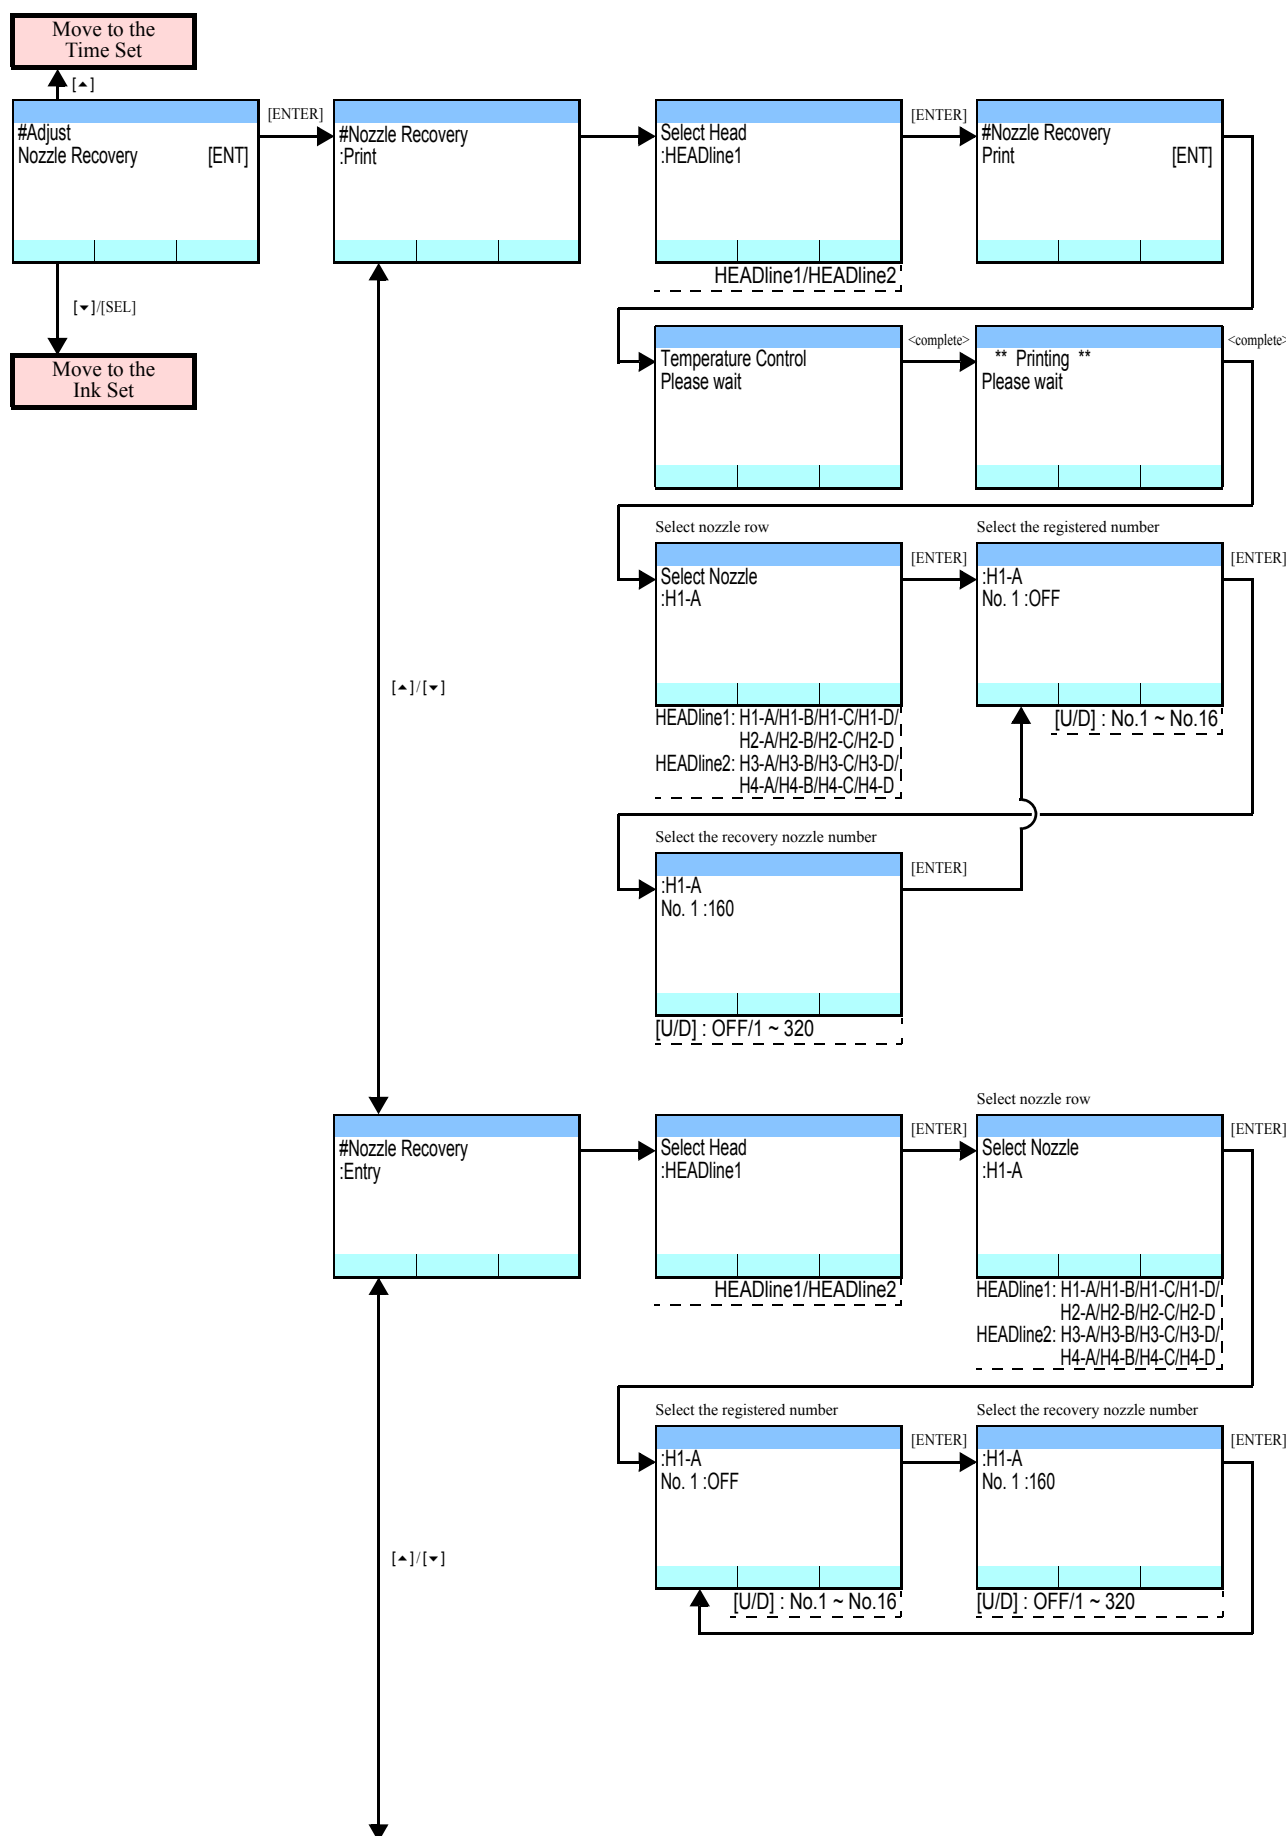 Move to the
Time Set
[▲]
#Adjust
Nozzle Recovery [ENT]
[ENTER]
#Nozzle Recovery
:Print
Select Head
:HEADline1
[ENTER]
#Nozzle Recovery
Print [ENT]
HEADline1/HEADline2
[▼]/[SEL]
Move to the
Ink Set
Temperature Control
Please wait
<complete>
** Printing **
Please wait
<complete>
Select nozzle row
Select Nozzle
:H1-A
[ENTER]
Select the registered number
:H1-A
No. 1 :OFF
[ENTER]
HEADline1: H1-A/H1-B/H1-C/H1-D/
H2-A/H2-B/H2-C/H2-D
HEADline2: H3-A/H3-B/H3-C/H3-D/
H4-A/H4-B/H4-C/H4-D
[U/D] : No.1 ~ No.16
[▲]/[▼]
Select the recovery nozzle number
:H1-A
No. 1 :160
[ENTER]
[U/D] : OFF/1 ~ 320
#Nozzle Recovery
:Entry
Select Head
:HEADline1
[ENTER]
Select nozzle row
Select Nozzle
:H1-A
[ENTER]
HEADline1/HEADline2
HEADline1: H1-A/H1-B/H1-C/H1-D/
H2-A/H2-B/H2-C/H2-D
HEADline2: H3-A/H3-B/H3-C/H3-D/
H4-A/H4-B/H4-C/H4-D
Select the registered number
:H1-A
No. 1 :OFF
[ENTER]
Select the recovery nozzle number
:H1-A
No. 1 :160
[ENTER]
[▲]/[▼]
[U/D] : No.1 ~ No.16
[U/D] : OFF/1 ~ 320